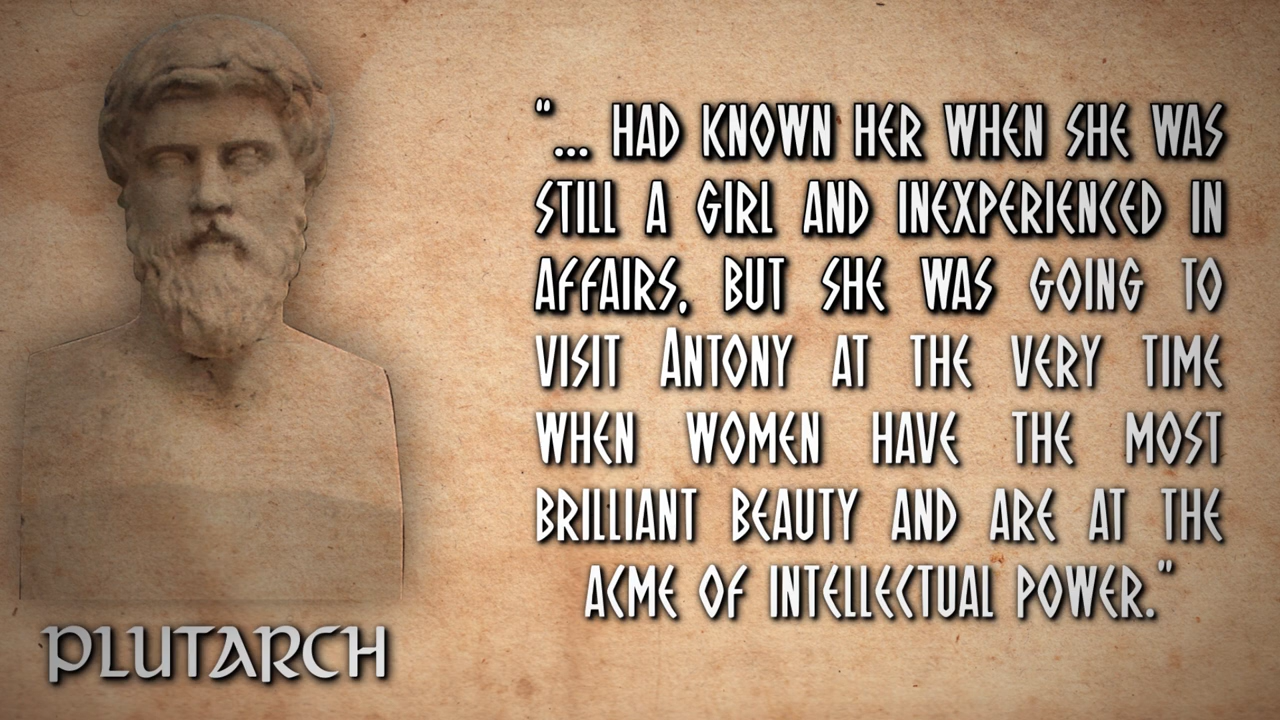 "... HAD KNOWN HER WHEN SHE WAS
STILL A GIRL AND INEXPERIENCED IN
AFFAIRS, BUT SHE WAS GOING TO
VISIT ANTONY AT THE VERY TIME
WHEN WOMEN HAVE THE MOST
BRILLIANT BEAUTY AND ARE AT THE
ACME OF INTELLECTUAL POWER."
PLUTARCH